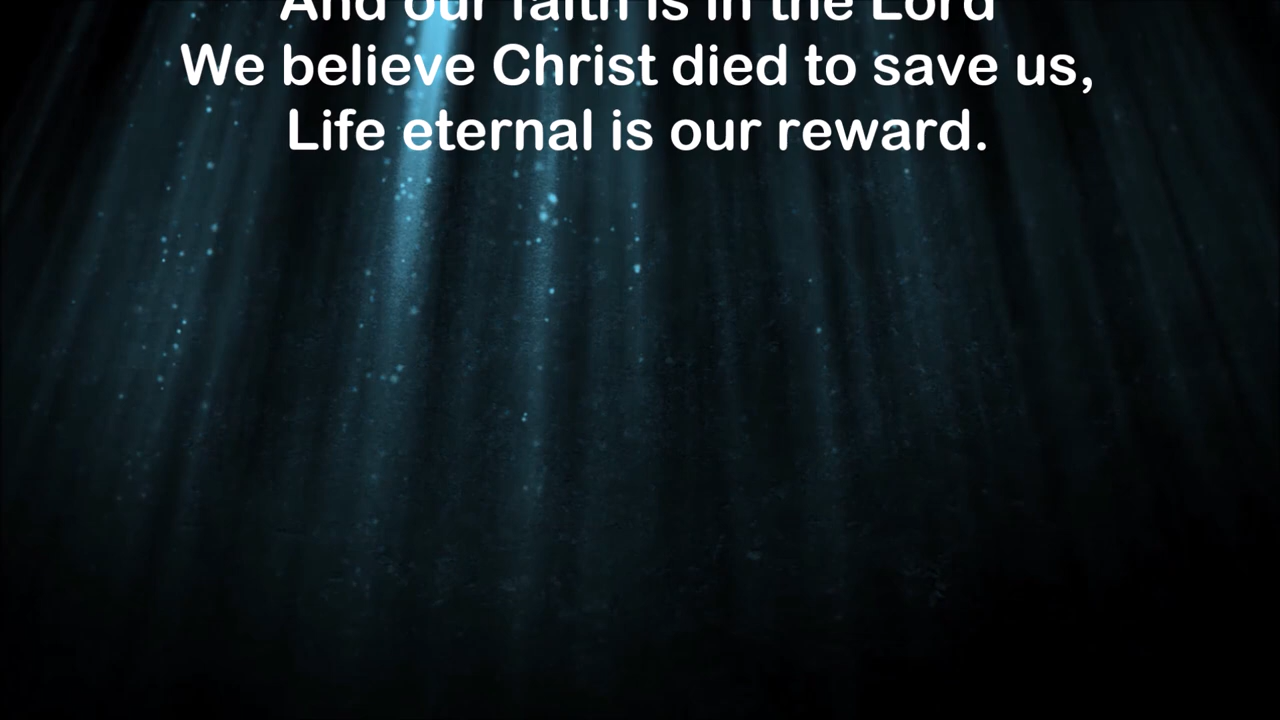 And our faith is in the Lord
We believe Christ died to save us,
Life eternal is our reward.